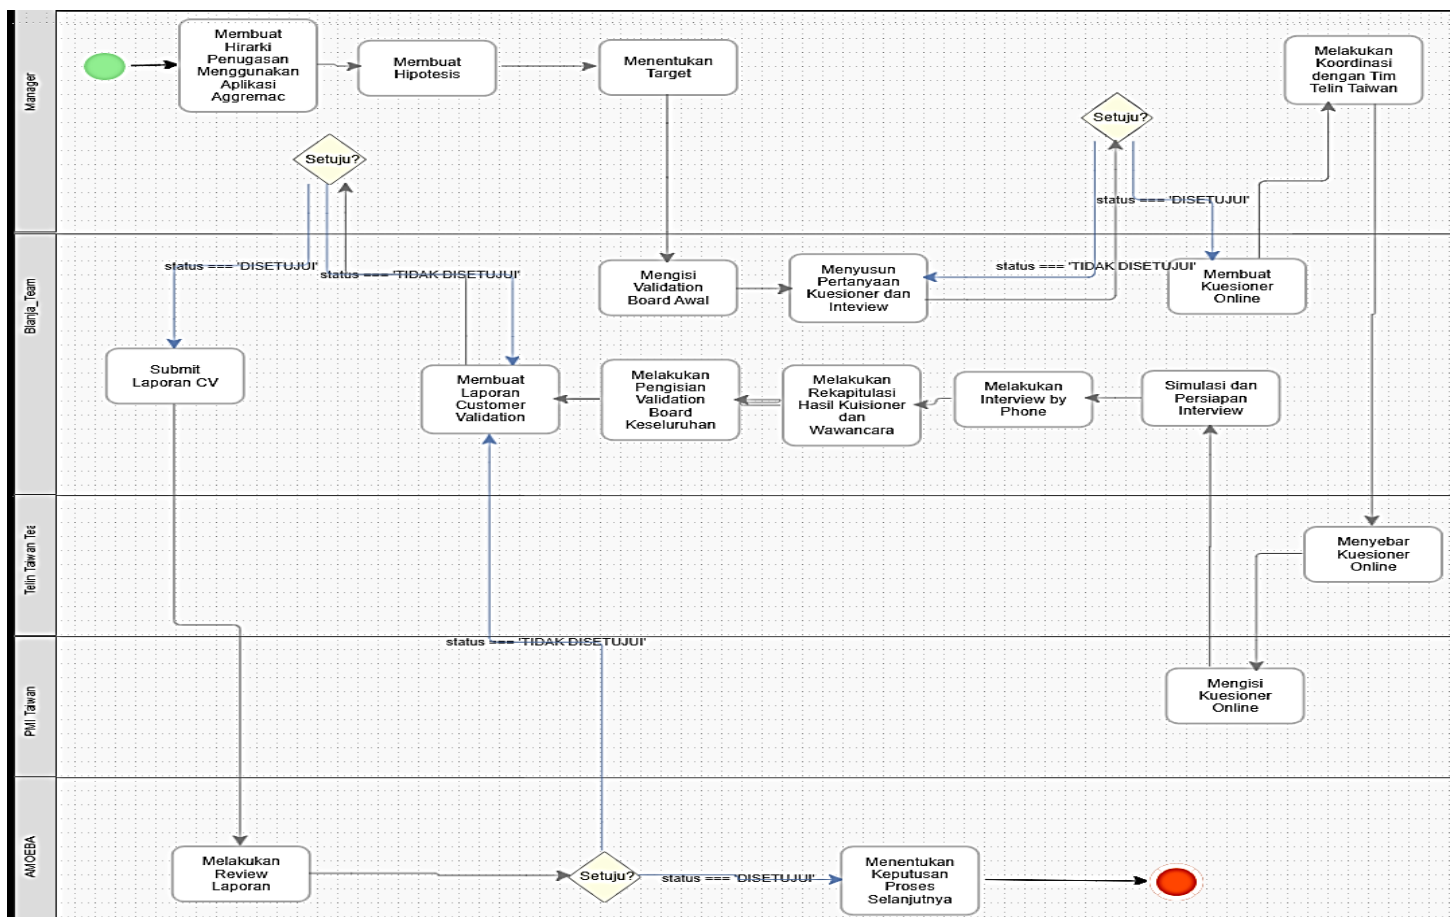 Manager
Membuat
Hirarki
Penugasan
Menggunakan
Aplikasi
Aggremac
Membuat
Hipotesis
Menentukan
Target
Melakukan
Koordinasi
dengan Tim
Telin Taiwan
Setuju?
Setuju?
status === 'DISETUJUI'
Blanja_Team
status === 'DISETUJUI'
status === 'TIDAK DISETUJUI'
Mengisi
Validation
Board Awal
Menyusun
Pertanyaan
Kuesioner dan
Inteview
status === 'TIDAK DISETUJUI'
Membuat
Kuesioner
Online
Submit
Laporan CV
Membuat
Laporan
Customer
Validation
Melakukan
Pengisian
Validation
Board
Keseluruhan
Melakukan
Rekapitulasi
Hasil Kuisioner
dan
Wawancara
Melakukan
Interview by
Phone
Simulasi dan
Persiapan
Interview
Telin Taiwan Tea
Menyebar
Kuesioner
Online
status === 'TIDAK DISETUJUI'
PMI Taiwan
Mengisi
Kuesioner
Online
AMOEBA
Melakukan
Review
Laporan
Setuju?
status === 'DISETUJUI'
Menentukan
Keputusan
Proses
Selanjutnya